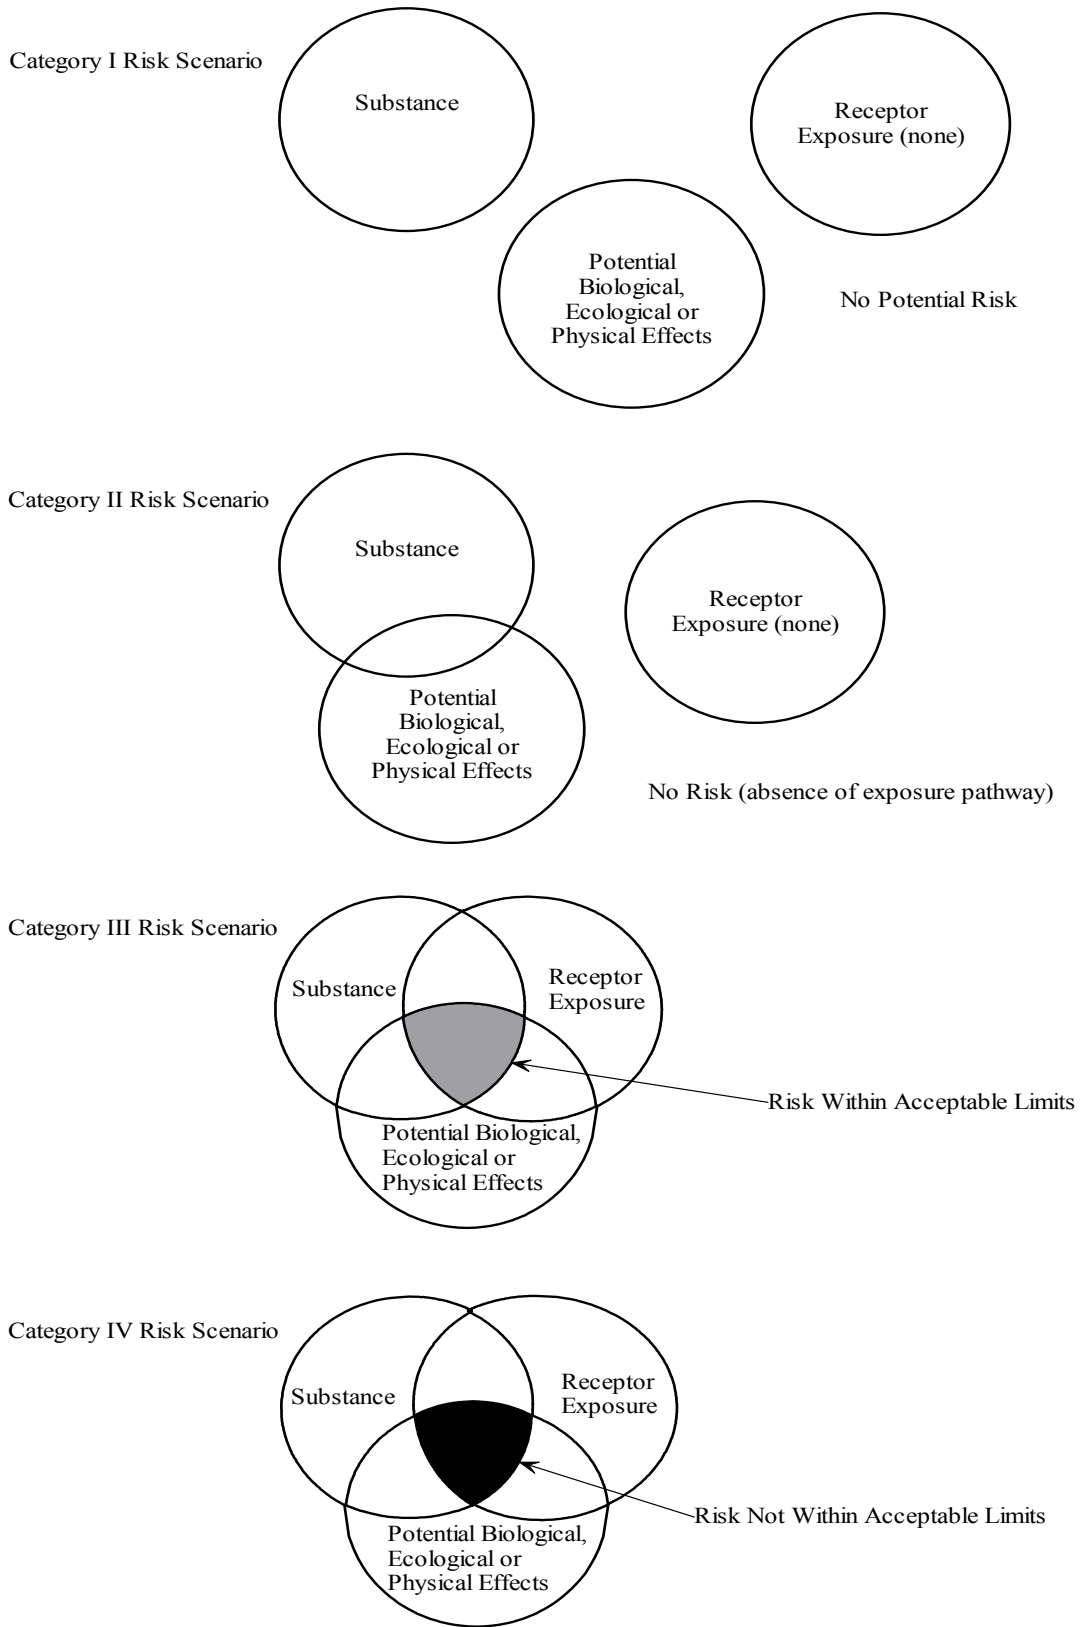 Category I Risk Scenario
Substance
Receptor
Exposure (none)
Potential
Biological,
Ecological or
Physical Effects
No Potential Risk
Category II Risk Scenario
Substance
Receptor
Exposure (none)
Potential
Biological,
Ecological or
Physical Effects
No Risk (absence of exposure pathway)
Category III Risk Scenario
Substance
Receptor
Exposure
Risk Within Acceptable Limits
Potential Biological,
Ecological or
Physical Effects
Category IV Risk Scenario
Substance
Receptor
Exposure
Risk Not Within Acceptable Limits
Potential Biological,
Ecological or
Physical Effects